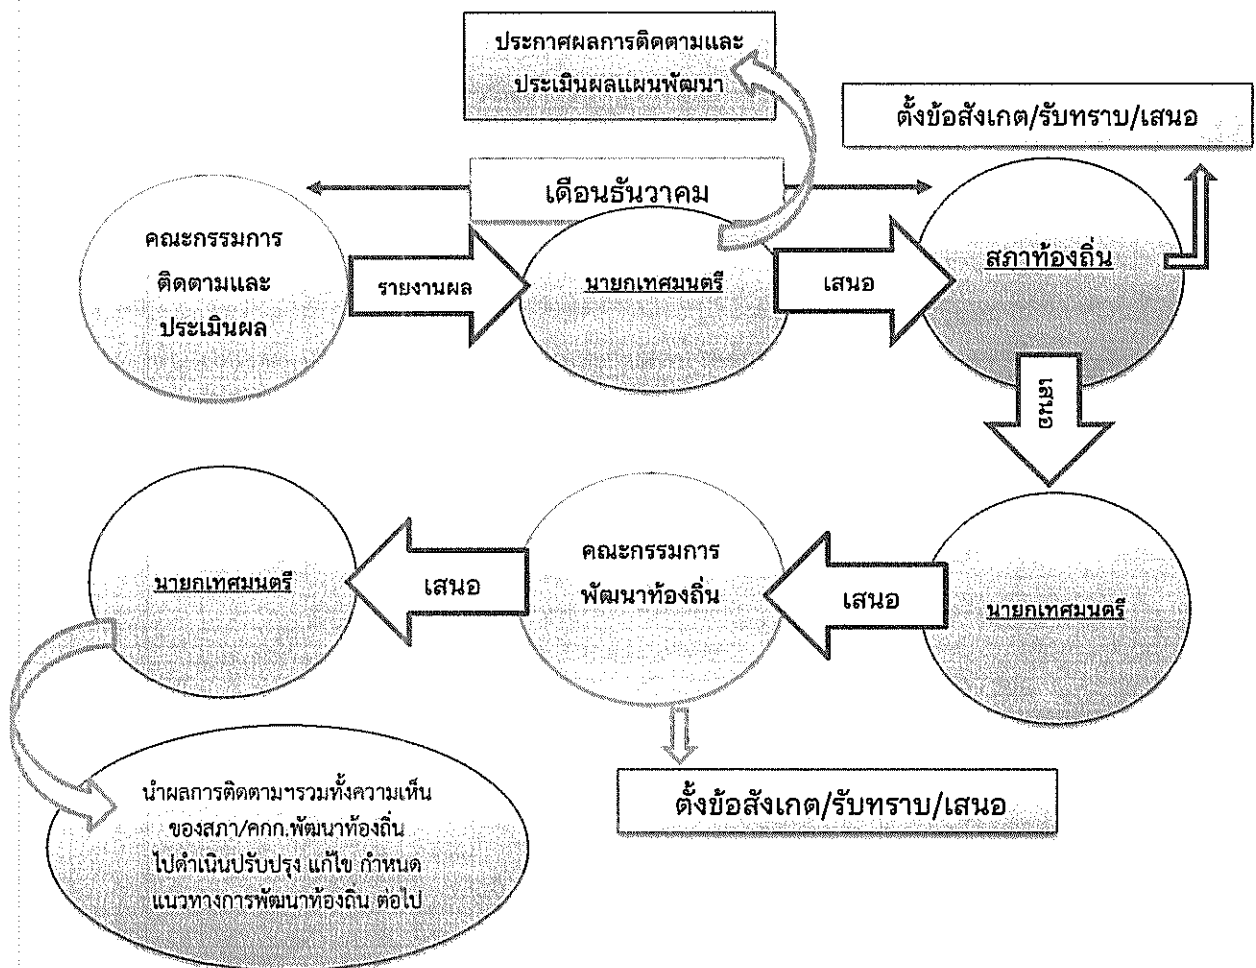 ประกาศผลการติดตามและ
ประเมินผลแผนพัฒนา
ตั้งข้อสังเกต/รับทราบ/เสนอ
เดือนธันวาคม
คณะกรรมการ
ติดตามและ
ประเมินผล
รายงานผล
นายกเทศมนตรี
เสนอ
สภาท้องถิ่น
เสนอ
นายกเทศมนตรี
เสนอ
คณะกรรมการ
พัฒนาท้องถิ่น
เสนอ
นายกเทศมนตรี
ตั้งข้อสังเกต/รับทราบ/เสนอ
นำผลการติดตามฯรวมทั้งความเห็น
ของสภา/คกก.พัฒนาท้องถิ่น
ไปดำเนินปรับปรุง แก้ไข กำหนด
แนวทางการพัฒนาท้องถิ่น ต่อไป